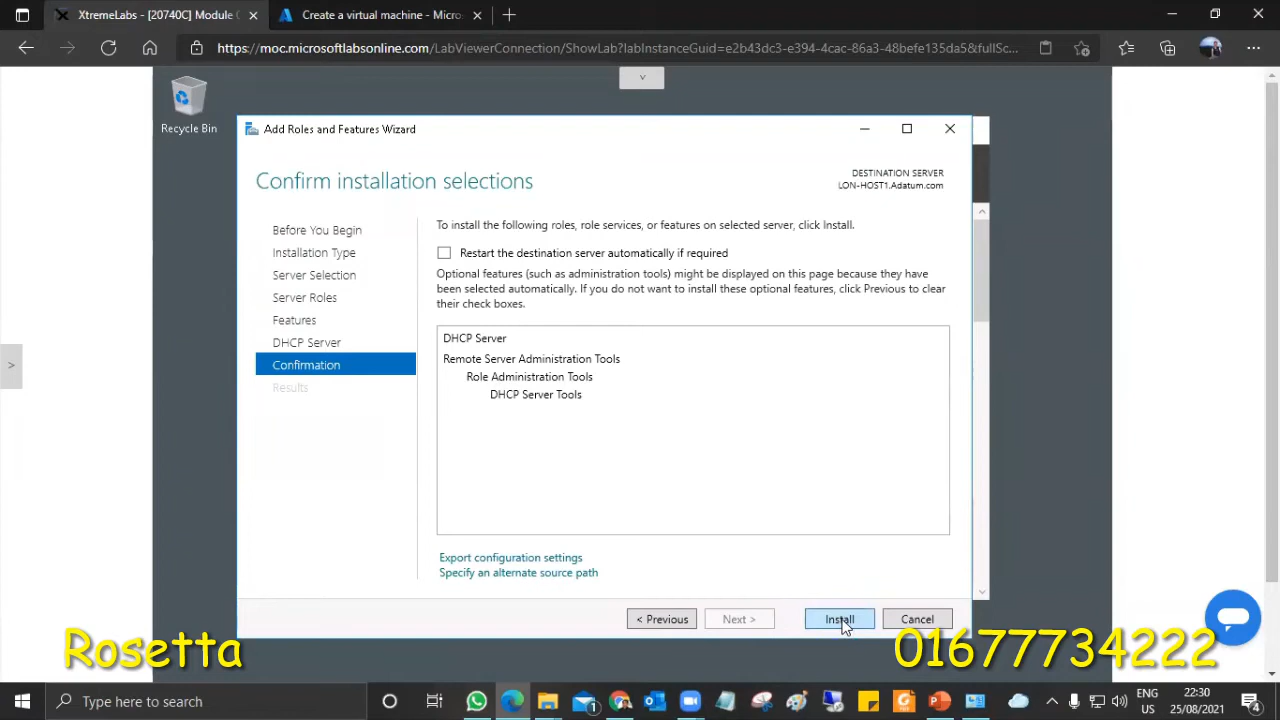 XtremeLabs - [20740C] Module (
Create a virtual machine - Micros
https://moc.microsoftlabsonline.com/LabViewerConnection/ShowLab?labInstanceGuid=e2b43dc3-e394-4cac-86a3-48befe135da5&fullSc...
Recycle Bin
Add Roles and Features Wizard
Confirm installation selections
DESTINATION SERVER
LON-HOST1.Adatum.com
Before You Begin
Installation Type
Server Selection
Server Roles
Features
DHCP Server
Confirmation
Results
To install the following roles, role services, or features on selected server, click Install.
Restart the destination server automatically if required
Optional features (such as administration tools) might be displayed on this page because they have
been selected automatically. If you do not want to install these optional features, click Previous to clear
their check boxes.
DHCP Server
Remote Server Administration Tools
Role Administration Tools
DHCP Server Tools
Export configuration settings
Specify an alternate source path
< Previous
Next >
Install
Cancel
Rosetta
01677734222
Type here to search
ENG
US
22:30
25/08/2021
4